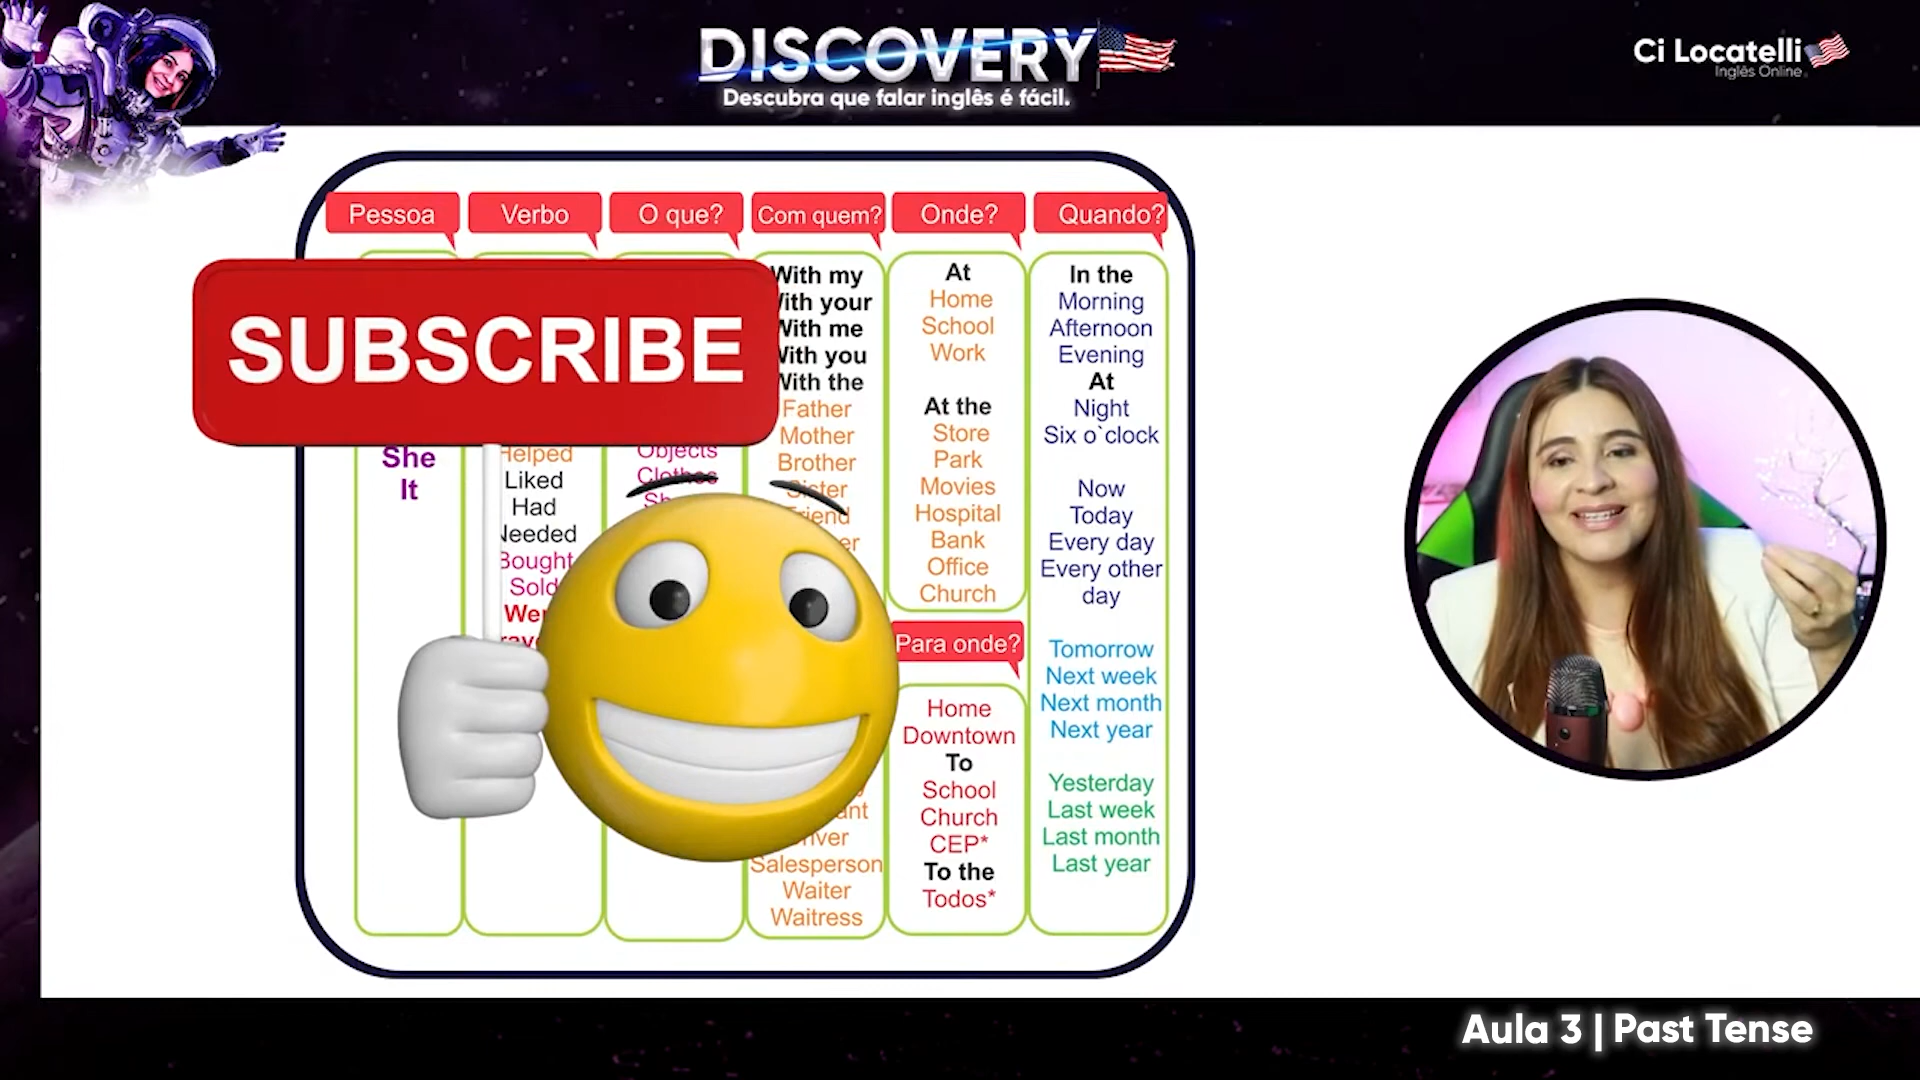 DISCOVERY
Descubra que falar inglês é fácil.
Ci Locatelli
Inglês Online
Pessoa
Verbo
O que?
Com quem?
Onde?
Quando?
SUBSCRIBE
She
It
Liked
Had
Objects
With my
your
With me
you
With the
Father
Mother
Brother
Salesperson
Waiter
Waitress
At
Home
School
Work
At the
Store
Park
Movies
Hospital
Bank
Office
Church
Para onde?
Home
Downtown
To
School
Church
CEP*
To the
Todos*
In the
Morning
Afternoon
Evening
At
Night
Six o`clock
Now
Today
Every day
Every other
day
Tomorrow
Next week
Next month
Next year
Yesterday
Last week
Last month
Last year
Aula 3 | Past Tense